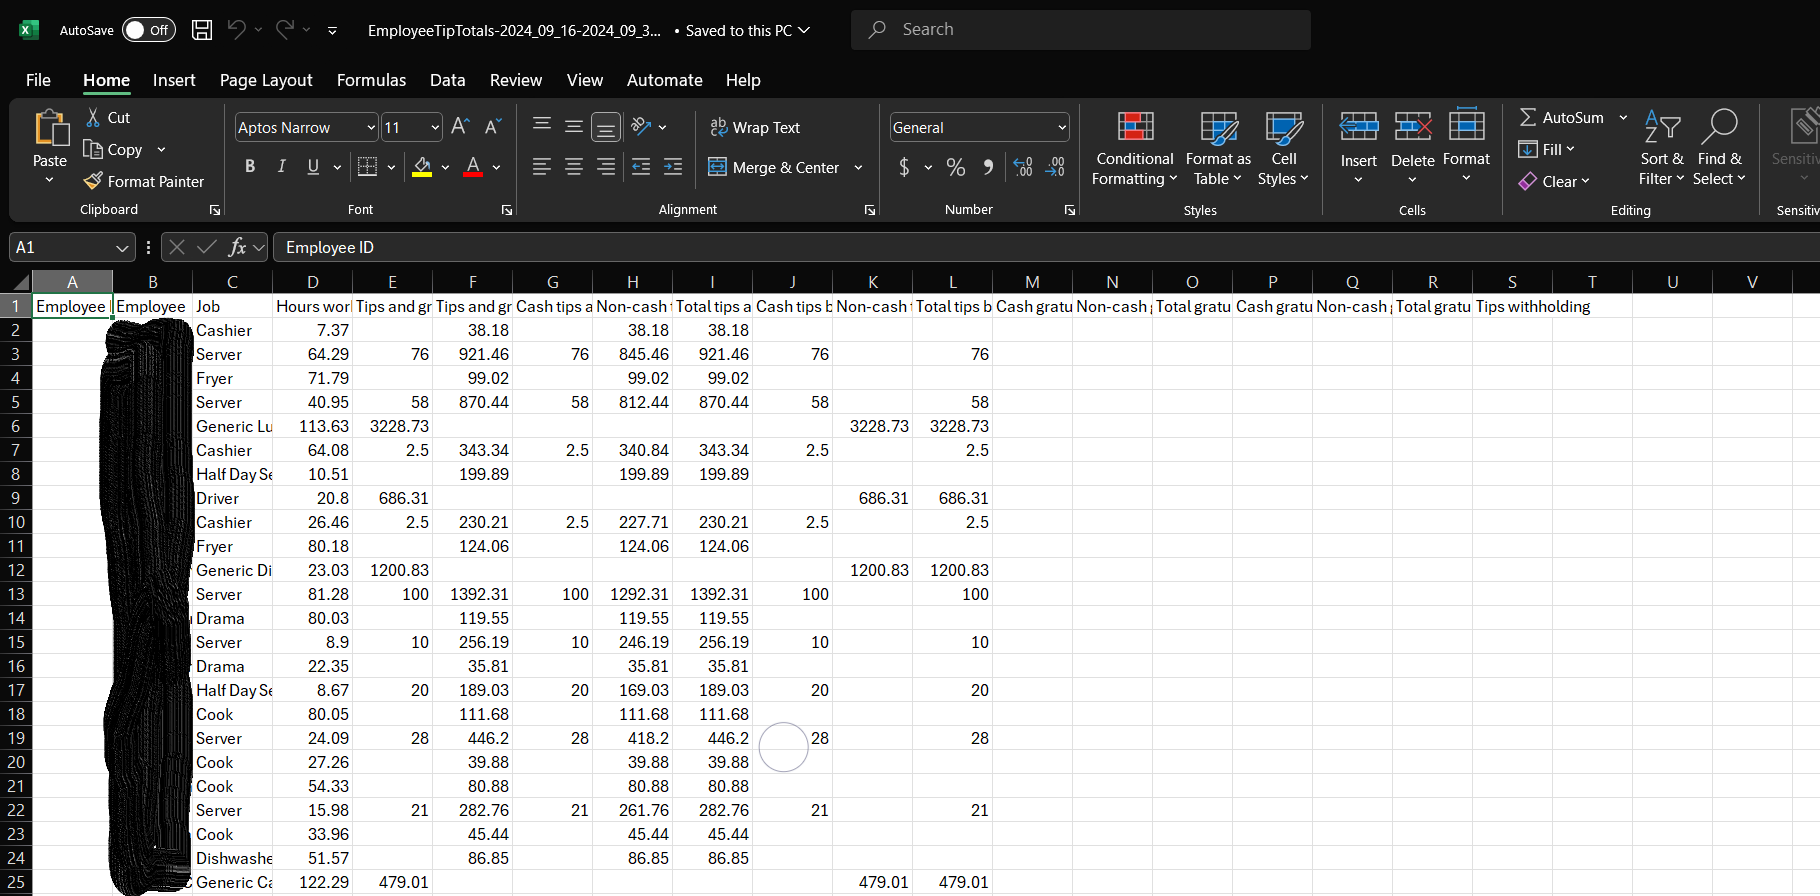 AutoSave Off EmployeeTipTotals-2024_09_16-2024_09_3... • Saved to this PC Search
File Home Insert Page Layout Formulas Data Review View Automate Help
Paste Cut Copy Format Painter Clipboard
Aptos Narrow 11 B I U A Font
Wrap Text Merge & Center Alignment
General $ % Number
Conditional Formatting Format as Table Cell Styles Styles
Insert Delete Format Cells
AutoSum Fill Clear Sort & Filter Find & Select Editing
Sensitiv Sensitiv
A1 fx Employee ID
A B C D E F G H I J K L M N O P Q R S T U V
1 Employee I Employee Job Hours wor Tips and gr Tips and gr Cash tips a Non-cash t Total tips a Cash tips b Non-cash t Total tips b Cash gratu Non-cash g Total gratu Cash gratu Non-cash g Total gratu Tips withholding
2 Cashier 7.37 38.18 38.18 38.18
3 Server 64.29 76 921.46 76 845.46 921.46 76 76
4 Fryer 71.79 99.02 99.02 99.02
5 Server 40.95 58 870.44 58 812.44 870.44 58 58
6 Generic Lu 113.63 3228.73 3228.73 3228.73
7 Cashier 64.08 2.5 343.34 2.5 340.84 343.34 2.5 2.5
8 Half Day Se 10.51 199.89 199.89 199.89
9 Driver 20.8 686.31 686.31 686.31
10 Cashier 26.46 2.5 230.21 2.5 227.71 230.21 2.5 2.5
11 Fryer 80.18 124.06 124.06 124.06
12 Generic Di 23.03 1200.83 1200.83 1200.83
13 Server 81.28 100 1392.31 100 1292.31 1392.31 100 100
14 Drama 80.03 119.55 119.55 119.55
15 Server 8.9 10 256.19 10 246.19 256.19 10 10
16 Drama 22.35 35.81 35.81 35.81
17 Half Day Se 8.67 20 189.03 20 169.03 189.03 20 20
18 Cook 80.05 111.68 111.68 111.68
19 Server 24.09 28 446.2 28 418.2 446.2 28 28
20 Cook 27.26 39.88 39.88 39.88
21 Cook 54.33 80.88 80.88 80.88
22 Server 15.98 21 282.76 21 261.76 282.76 21 21
23 Cook 33.96 45.44 45.44 45.44
24 Dishwashe 51.57 86.85 86.85 86.85
25 Generic Ca 122.29 479.01 479.01 479.01